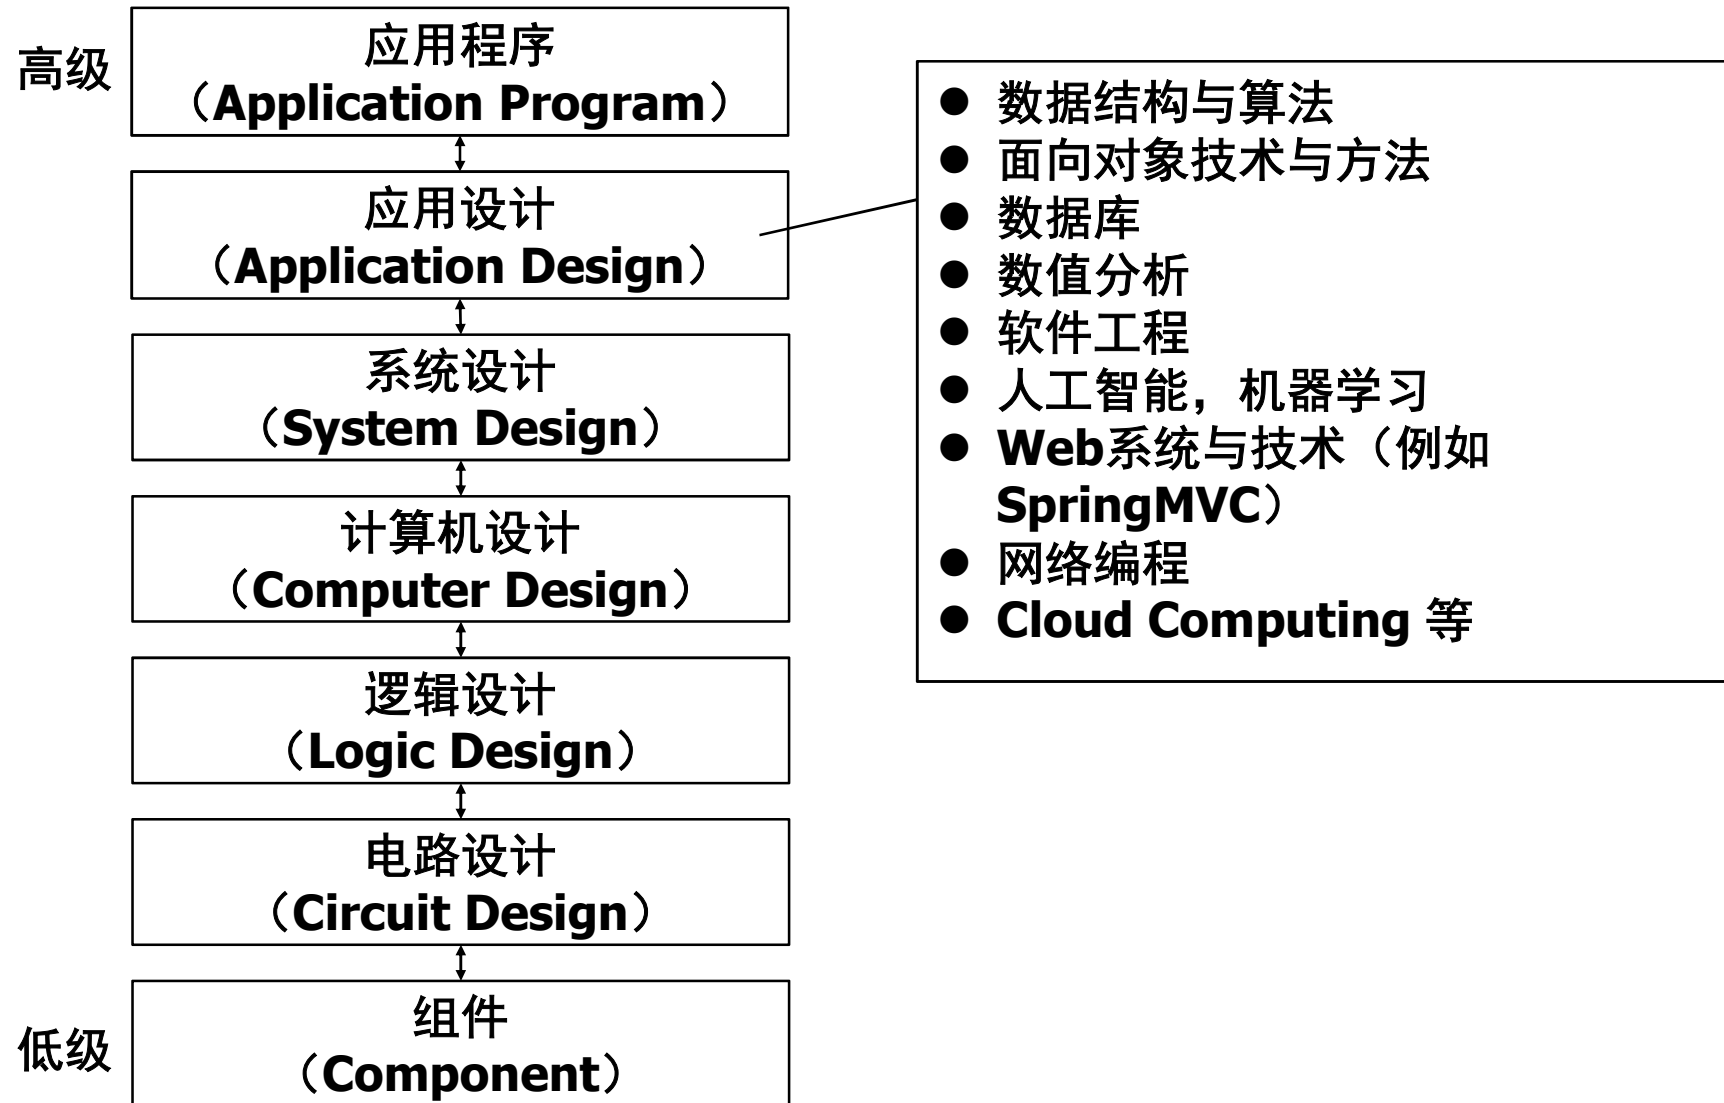 高级
应用程序
（Application Program）
应用设计
（Application Design）
系统设计
（System Design）
计算机设计
（Computer Design）
逻辑设计
（Logic Design）
电路设计
（Circuit Design）
低级
组件
（Component）
● 数据结构与算法
● 面向对象技术与方法
● 数据库
● 数值分析
● 软件工程
● 人工智能，机器学习
● Web系统与技术（例如
SpringMVC）
● 网络编程
● Cloud Computing 等